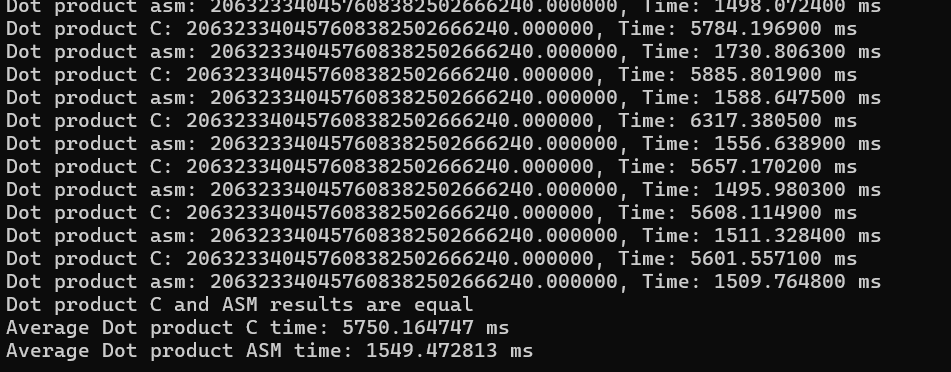 Dot product asm: 2063233404576083825026​66240.000000, Time: 1498.072400 ms
Dot product C: 206323340457608382502666240.000000, Time: 5784.196900 ms
Dot product asm: 206323340457608382502666240.000000, Time: 1730.806300 ms
Dot product C: 206323340457608382502666240.000000, Time: 5885.801900 ms
Dot product asm: 206323340457608382502666240.000000, Time: 1588.647500 ms
Dot product C: 206323340457608382502666240.000000, Time: 6317.380500 ms
Dot product asm: 206323340457608382502666240.000000, Time: 1556.638900 ms
Dot product C: 206323340457608382502666240.000000, Time: 5657.170200 ms
Dot product asm: 206323340457608382502666240.000000, Time: 1495.980300 ms
Dot product C: 206323340457608382502666240.000000, Time: 5608.114900 ms
Dot product asm: 206323340457608382502666240.000000, Time: 1511.328400 ms
Dot product C: 206323340457608382502666240.000000, Time: 5601.557100 ms
Dot product asm: 206323340457608382502666240.000000, Time: 1509.764800 ms
Dot product C and ASM results are equal
Average Dot product C time: 5750.164747 ms
Average Dot product ASM time: 1549.472813 ms